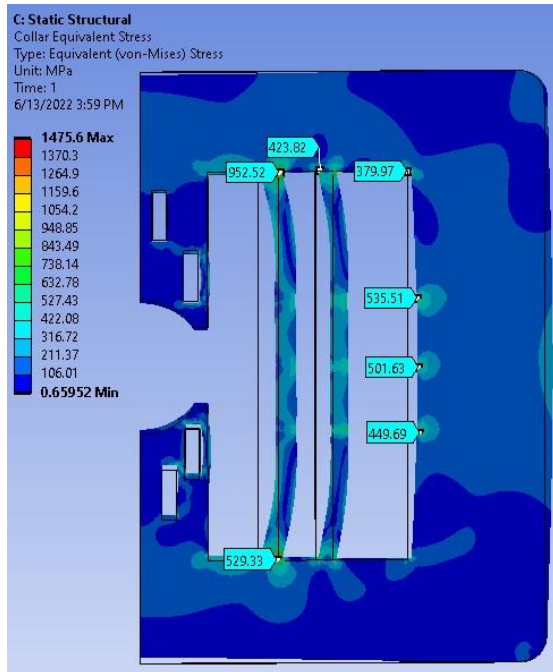 C: Static Structural
Collar Equivalent Stress
Type: Equivalent (von-Mises) Stress
Unit: MPa
Time: 1
6/13/2022 3:59 PM
1475.6 Max
1370.3
1264.9
1159.6
1054.2
948.85
843.49
738.14
632.78
527.43
422.08
316.72
211.37
106.01
0.65952 Min
423.82
952.52
379.97
535.51
501.63
449.69
529.33